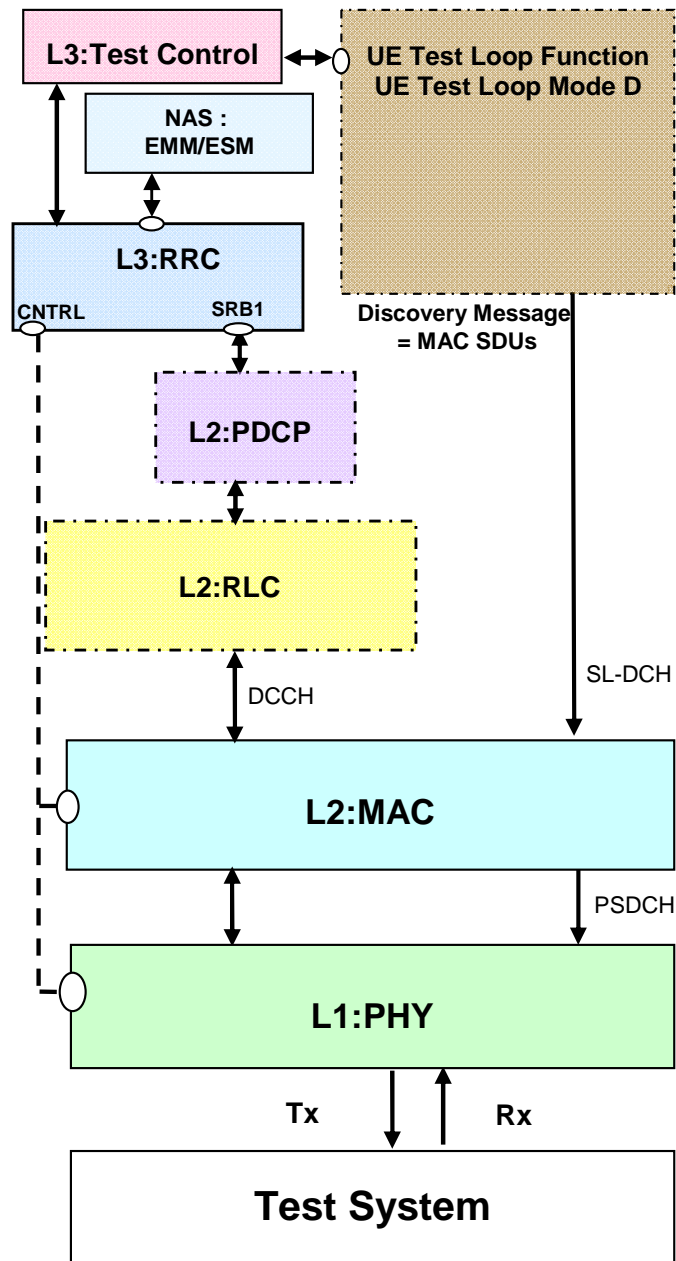 L3:Test Control
UE Test Loop Function
UE Test Loop Mode D
NAS :
EMM/ESM
L3:RRC
CNTRL
SRB1
Discovery Message
= MAC SDUs
L2:PDCP
L2:RLC
DCCH
SL-DCH
L2:MAC
PSDCH
L1:PHY
Tx
Rx
Test System